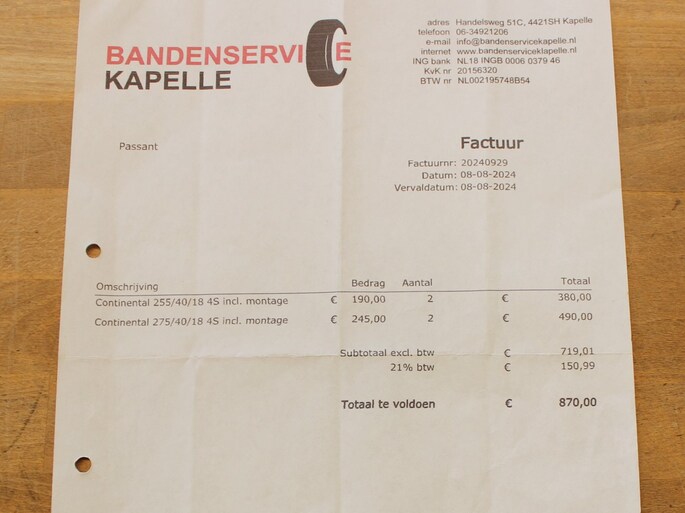 BANDENSERVICE
KAPELLE
adres Handelsweg 51C, 4421SH Kapelle
telefoon 06-34921206
e-mail info@bandenservicekapelle.nl
internet www.bandenservicekapelle.nl
ING bank NL18 INGB 0006 0379 46
KvK nr 20156320
BTW nr NL002195748B54
Passant
Factuur
Factuurnr: 20240929
Datum: 08-08-2024
Vervaldatum: 08-08-2024
Omschrijving Bedrag Aantal Totaal
Continental 255/40/18 4S incl. montage € 190,00 2 € 380,00
Continental 275/40/18 4S incl. montage € 245,00 2 € 490,00
Subtotaal excl. btw € 719,01
21% btw € 150,99
Totaal te voldoen € 870,00